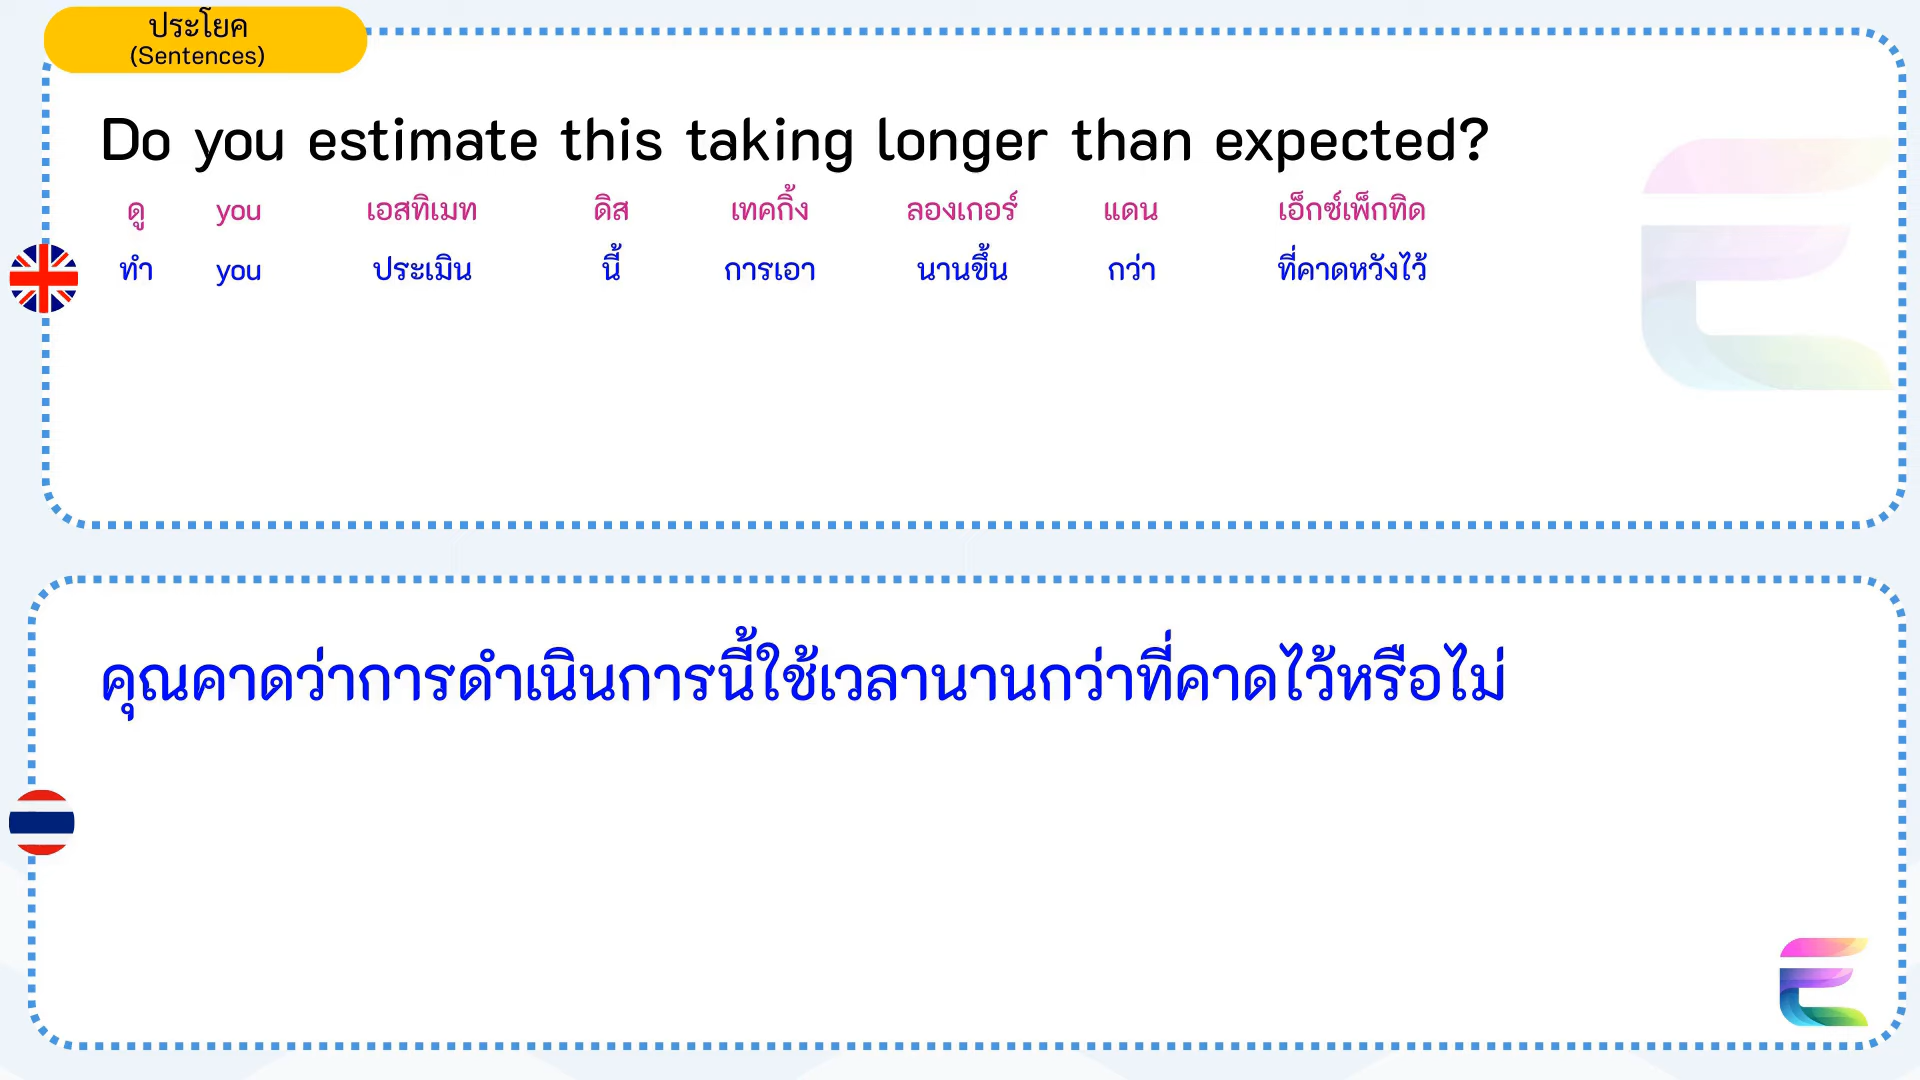 ประโยค
(Sentences)
Do you estimate this taking longer than expected?
ดู you เอสทิเมท ดิส เทคกิ้ง ลองเกอร์ แดน เอ็กซ์เพ็กทิด
ทำ you ประเมิน นี้ การเอา นานขึ้น กว่า ที่คาดหวังไว้
คุณคาดว่าการดำเนินการนี้ใช้เวลานานกว่าที่คาดไว้หรือไม่